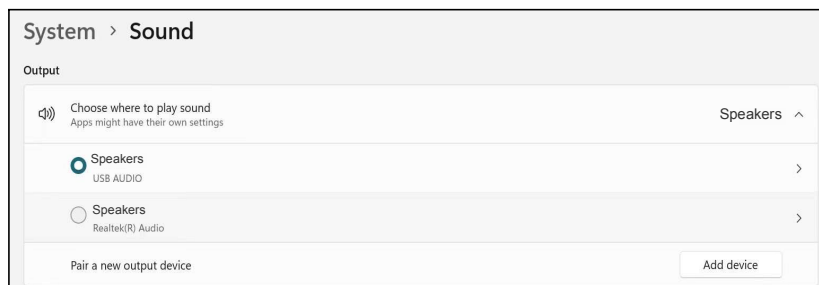 System > Sound
Output
Choose where to play sound
Apps might have their own settings
Speakers
Speakers
USB AUDIO
Speakers
Realtek(R) Audio
Pair a new output device
Add device